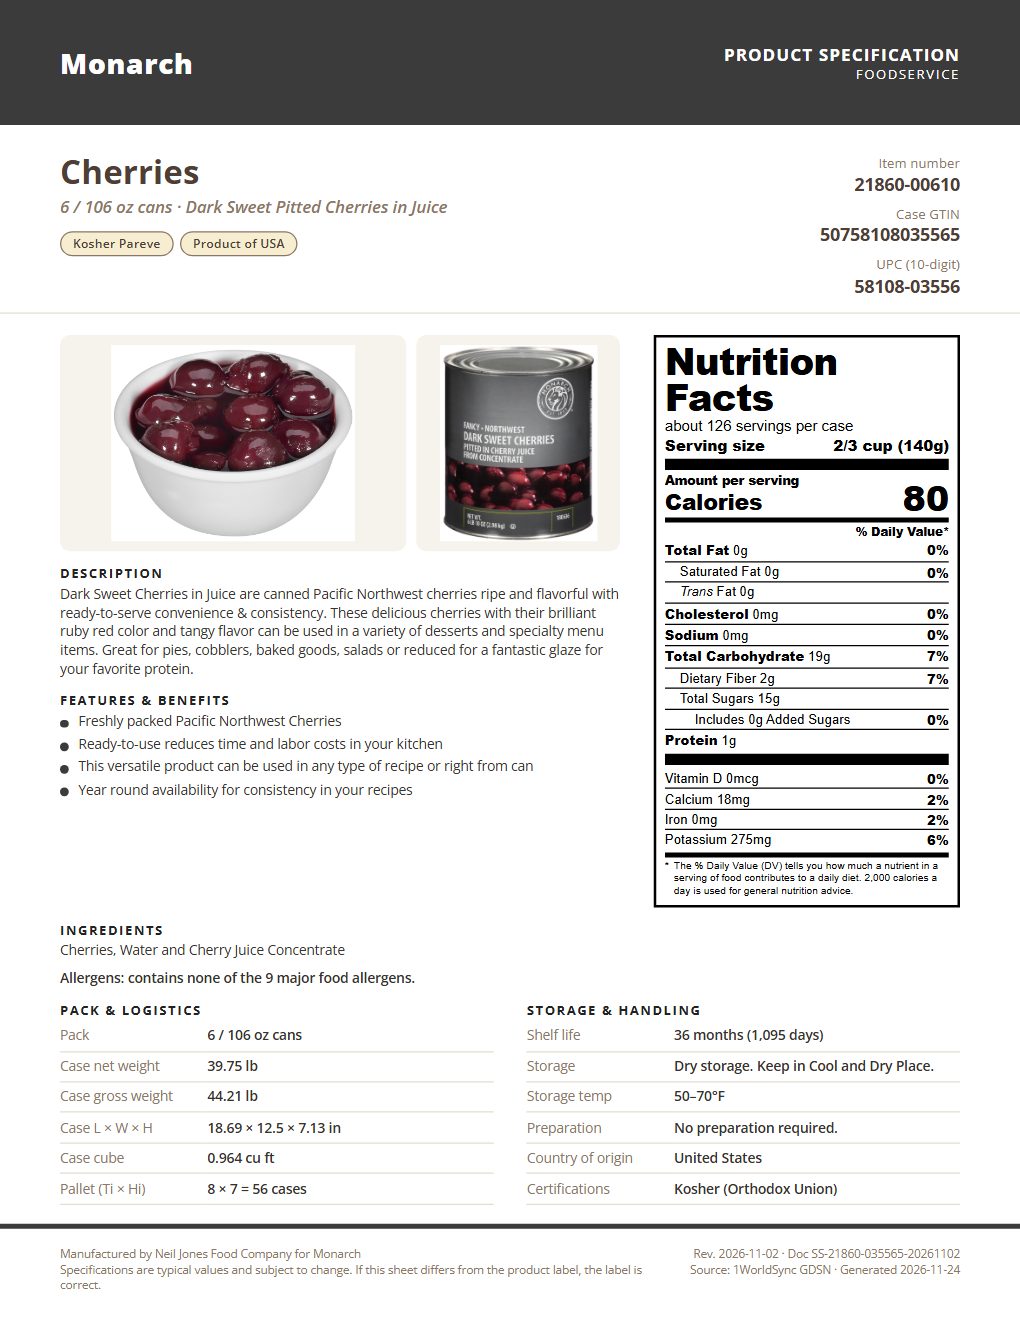 Monarch
PRODUCT SPECIFICATION
FOODSERVICE
Cherries
6 / 106 oz cans · Dark Sweet Pitted Cherries in Juice
Kosher Pareve
Product of USA
Item number
21860-00610
Case GTIN
50758108035565
UPC (10-digit)
58108-03556
MONARCH
FANCY • NORTHWEST
DARK SWEET CHERRIES
PITTED IN CHERRY JUICE
FROM CONCENTRATE
NET WT.
6 LB 10 OZ (2.98 kg)
DESCRIPTION
Dark Sweet Cherries in Juice are canned Pacific Northwest cherries ripe and flavorful with
ready-to-serve convenience & consistency. These delicious cherries with their brilliant
ruby red color and tangy flavor can be used in a variety of desserts and specialty menu
items. Great for pies, cobblers, baked goods, salads or reduced for a fantastic glaze for
your favorite protein.
FEATURES & BENEFITS
Freshly packed Pacific Northwest Cherries
Ready-to-use reduces time and labor costs in your kitchen
This versatile product can be used in any type of recipe or right from can
Year round availability for consistency in your recipes
Nutrition
Facts
about 126 servings per case
Serving size 2/3 cup (140g)
Amount per serving
Calories 80
% Daily Value*
Total Fat 0g 0%
Saturated Fat 0g 0%
Trans Fat 0g
Cholesterol 0mg 0%
Sodium 0mg 0%
Total Carbohydrate 19g 7%
Dietary Fiber 2g 7%
Total Sugars 15g
Includes 0g Added Sugars 0%
Protein 1g
Vitamin D 0mcg 0%
Calcium 18mg 2%
Iron 0mg 2%
Potassium 275mg 6%
* The % Daily Value (DV) tells you how much a nutrient in a
serving of food contributes to a daily diet. 2,000 calories a
day is used for general nutrition advice.
INGREDIENTS
Cherries, Water and Cherry Juice Concentrate
Allergens: contains none of the 9 major food allergens.
PACK & LOGISTICS
Pack 6 / 106 oz cans
Case net weight 39.75 lb
Case gross weight 44.21 lb
Case L × W × H 18.69 × 12.5 × 7.13 in
Case cube 0.964 cu ft
Pallet (Ti × Hi) 8 × 7 = 56 cases
STORAGE & HANDLING
Shelf life 36 months (1,095 days)
Storage Dry storage. Keep in Cool and Dry Place.
Storage temp 50–70°F
Preparation No preparation required.
Country of origin United States
Certifications Kosher (Orthodox Union)
Manufactured by Neil Jones Food Company for Monarch
Specifications are typical values and subject to change. If this sheet differs from the product label, the label is
correct.
Rev. 2026-11-02 · Doc SS-21860-035565-20261102
Source: 1WorldSync GDSN · Generated 2026-11-24